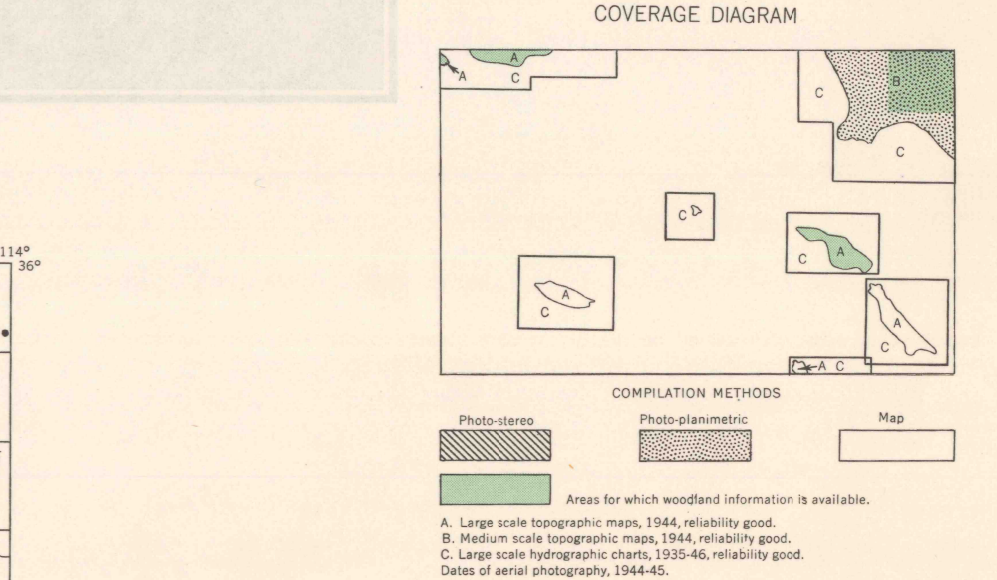 COVERAGE DIAGRAM
A
A
C
C
B
C
C
A
C
A
C
A
C
A
C
114°
36°
A C
COMPILATION METHODS
Photo-stereo
Photo-planimetric
Map
Areas for which woodland information is available.
A. Large scale topographic maps, 1944, reliability good.
B. Medium scale topographic maps, 1944, reliability good.
C. Large scale hydrographic charts, 1935-46, reliability good.
Dates of aerial photography, 1944-45.